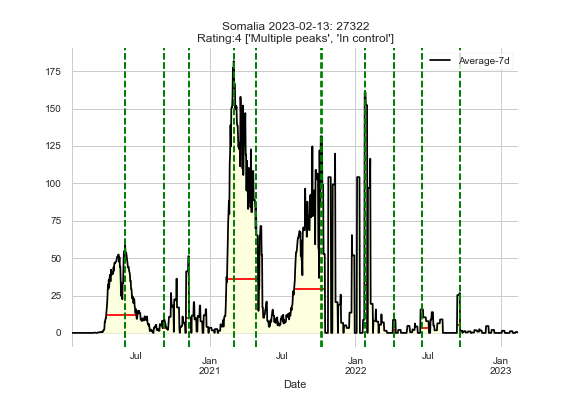 Somalia 2023-02-13: 27322
Rating:4 ['Multiple peaks', 'In control']
Average-7d
175
150
125
100
75
50
25
0
Jul
Jan
2021
Jul
Jan
2022
Jul
Jan
2023
Date